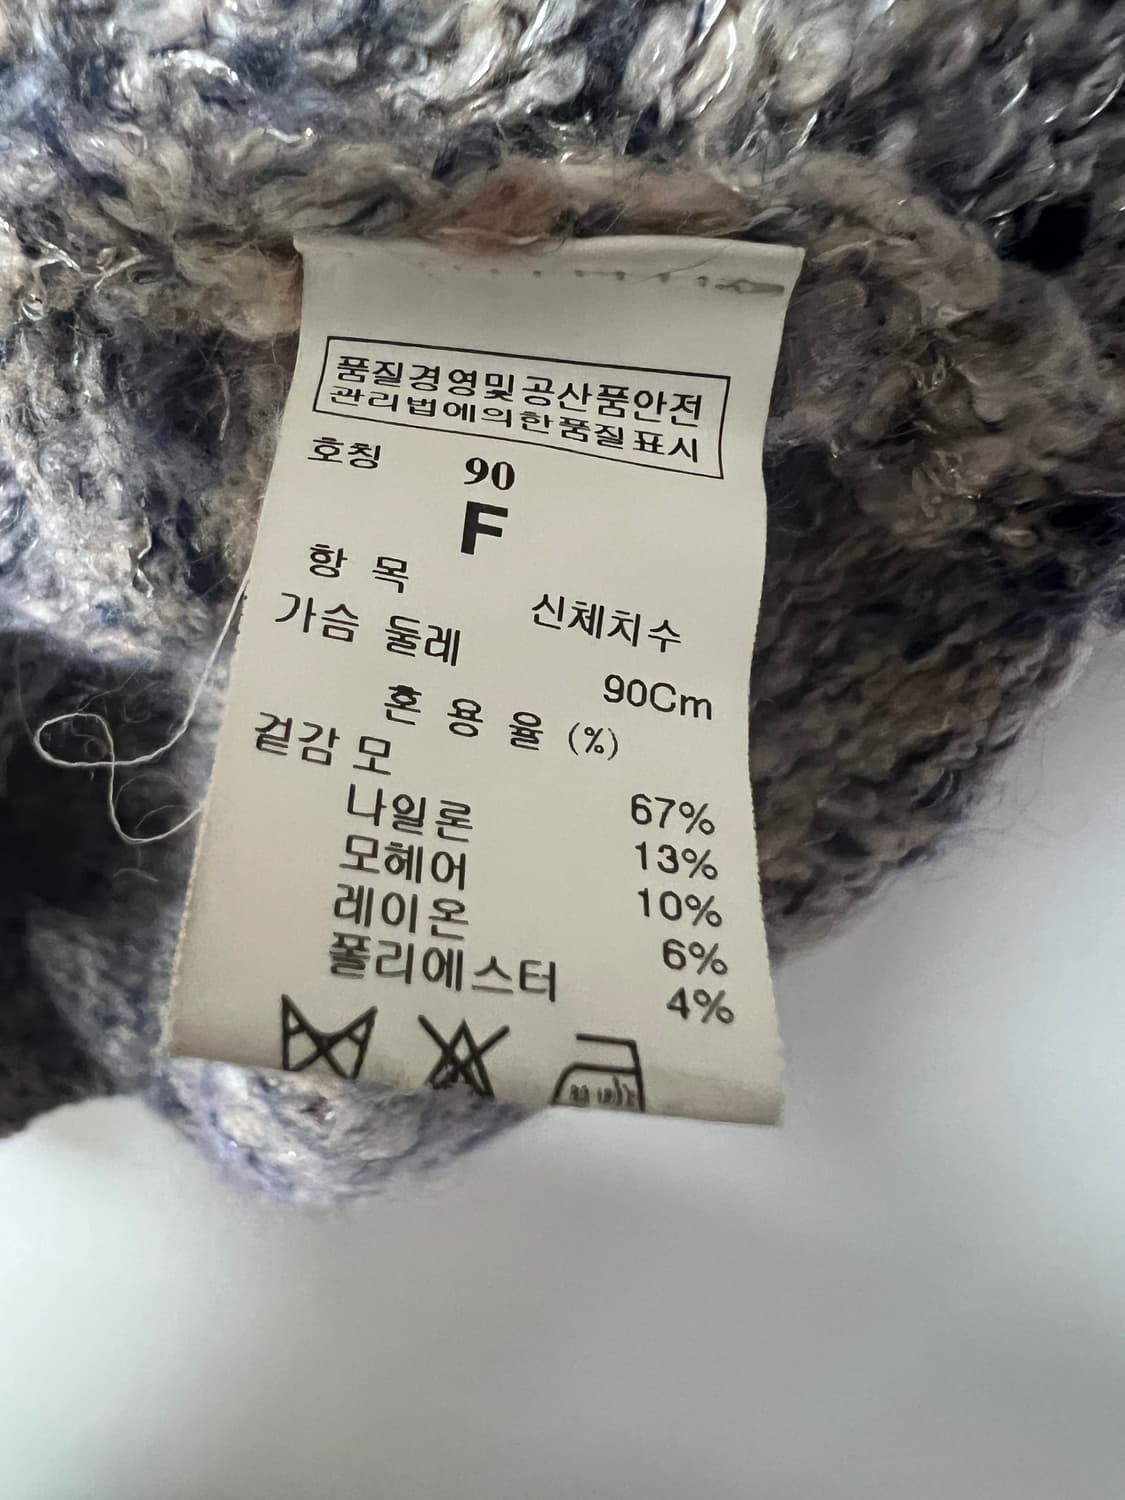 품질경영및공산품안전
관리법에의한품질표시
호칭 90
F
항 목 신체치수
가슴 둘레 90Cm
혼 용 율 (%)
겉감 모 67%
나일론 13%
모헤어 10%
레이온 6%
폴리에스터 4%